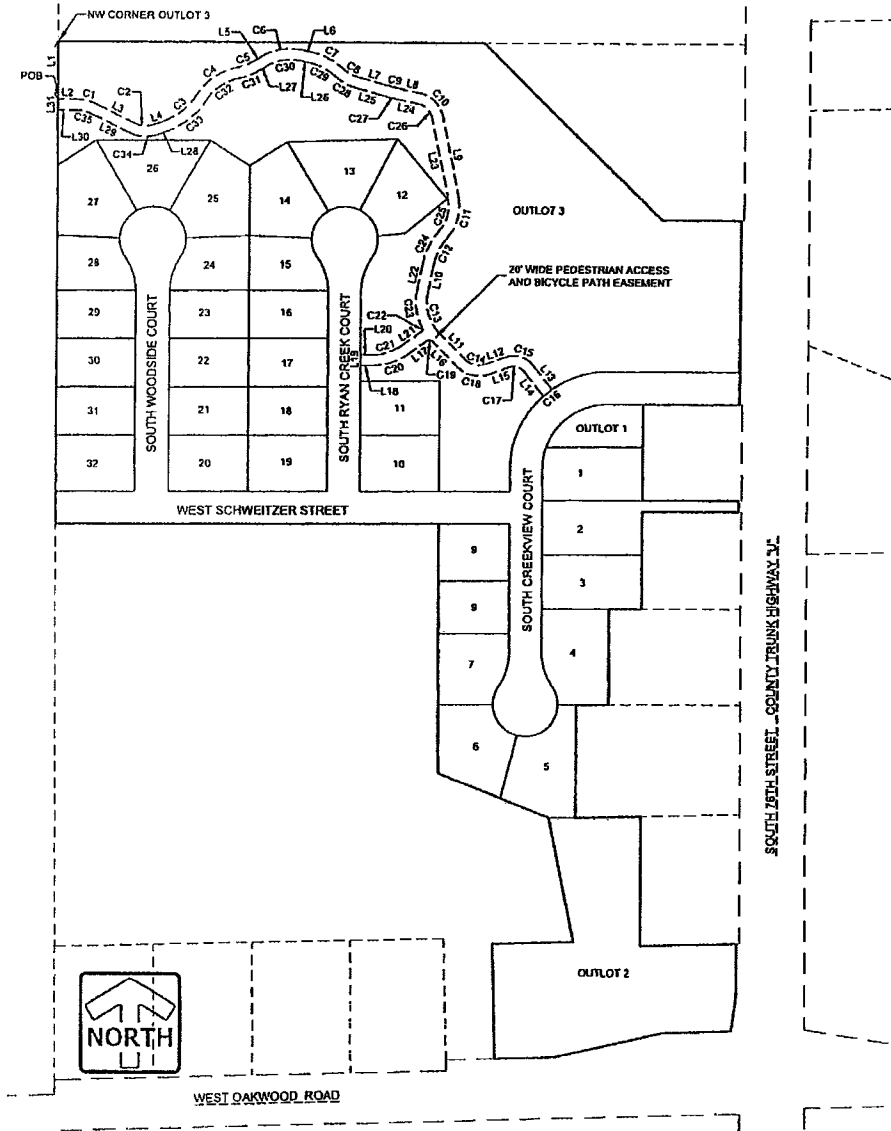 NW CORNER OUTLOT 3
L1
POB
L31
L2
C1
L3
C2
L4
C3
C4
C5
L5
C6
L6
C7
C8
L7
C9
L8
C10
C35
L30
L29
C34
L28
C33
C32
C31
L27
C30
L26
C29
C28
L25
C27
L24
C26
L23
L9
C25
C11
C24
C12
L22
L10
C23
C13
26
27
25
14
13
12
OUTLOT 3
28
24
15
20' WIDE PEDESTRIAN ACCESS
AND BICYCLE PATH EASEMENT
29
23
16
C22
L20
L21
C21
L19
C20
L17
L16
L18
C19
L11
C14
L12
C15
L13
C18
L15
L14
C17
C16
30
22
17
31
21
18
11
32
20
19
10
SOUTH WOODSIDE COURT
SOUTH RYAN CREEK COURT
OUTLOT 1
1
WEST SCHWEITZER STREET
SOUTH CREEKVIEW COURT
2
9
3
9
4
7
6
5
SOUTH 76TH STREET COUNTY TRUNK HIGHWAY "U"
OUTLOT 2
NORTH
WEST OAKWOOD ROAD